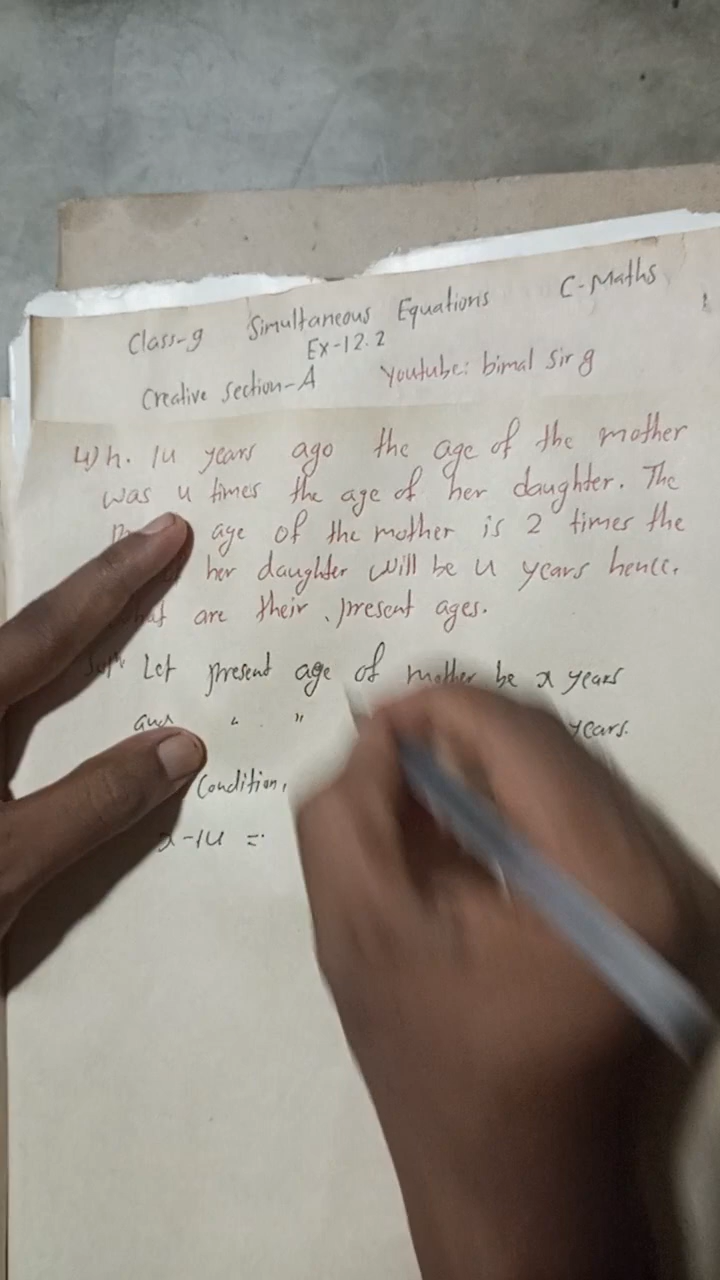 Class-9 Simultaneous Equations C-Maths
Ex-12.2
Creative section-A Youtube: bimal sir 9
4)h. 14 years ago the age of the mother
was 4 times the age of her daughter. The
age of the mother is 2 times the
her daughter will be 4 years hence.
are their present ages.
Let present age of mother be x years
and " " years.
Condition,
x-14 =